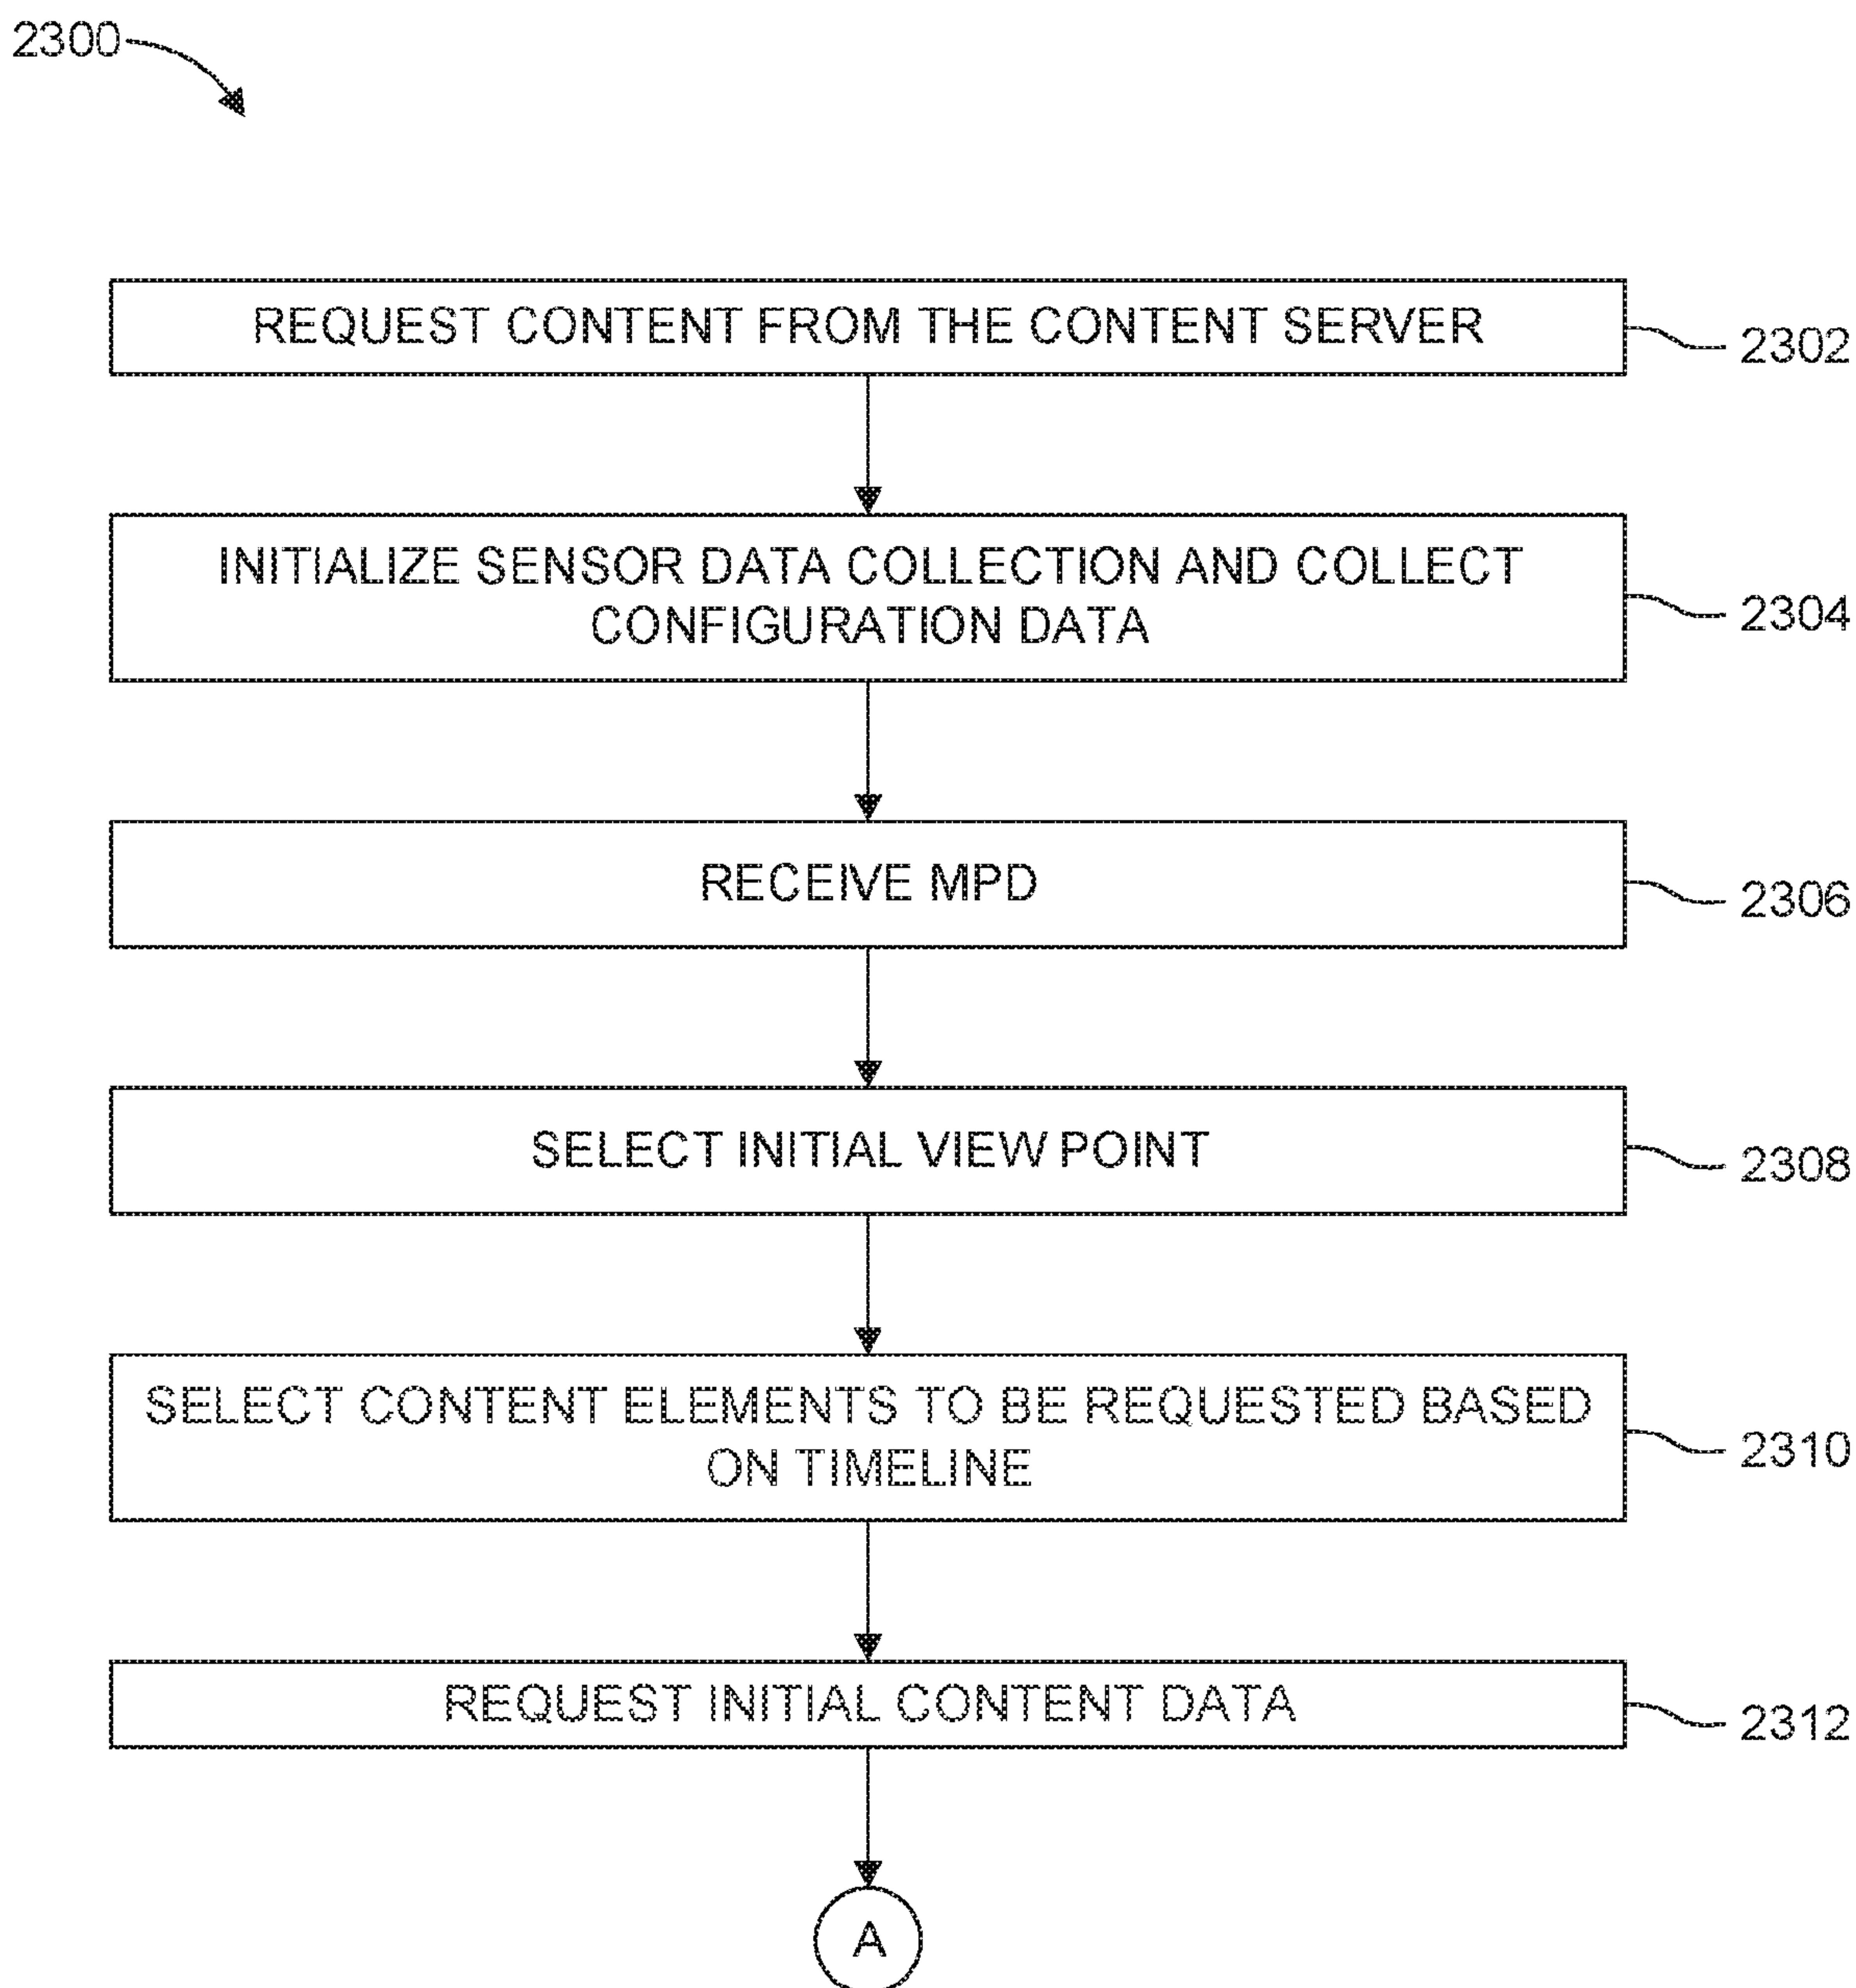 2300
REQUEST CONTENT FROM THE CONTENT SERVER
2302
INITIALIZE SENSOR DATA COLLECTION AND COLLECT
CONFIGURATION DATA
2304
RECEIVE MPD
2306
SELECT INITIAL VIEW POINT
2308
SELECT CONTENT ELEMENTS TO BE REQUESTED BASED
ON TIMELINE
2310
REQUEST INITIAL CONTENT DATA
2312
A